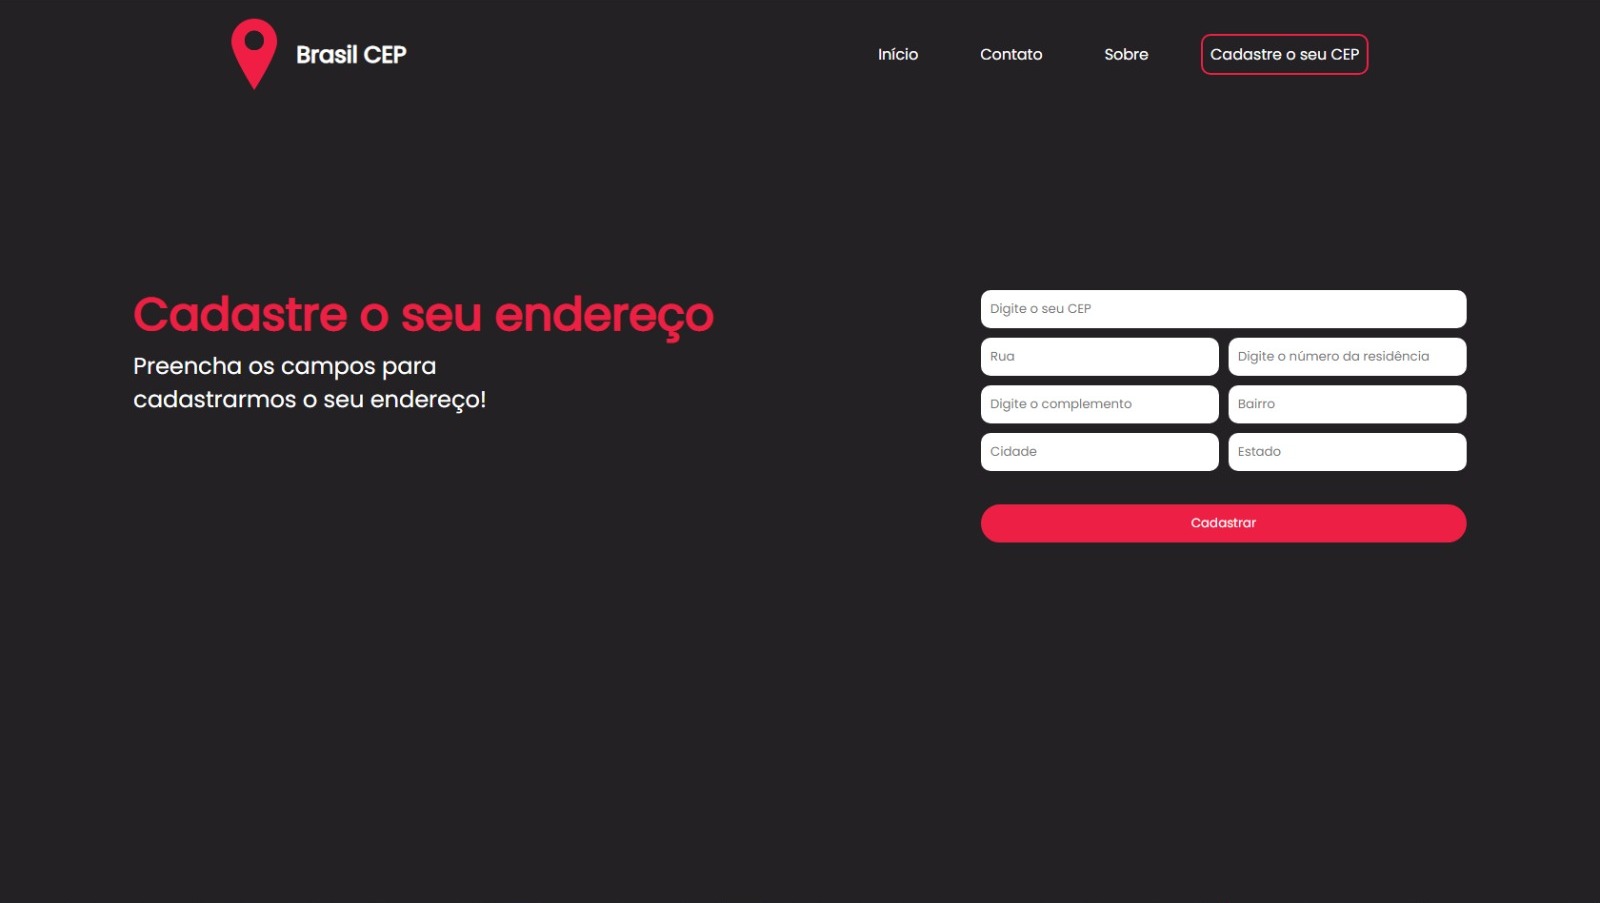 Brasil CEP
Início
Contato
Sobre
Cadastre o seu CEP
Cadastre o seu endereço
Preencha os campos para
cadastrarmos o seu endereço!
Digite o seu CEP
Rua
Digite o número da residência
Digite o complemento
Bairro
Cidade
Estado
Cadastrar